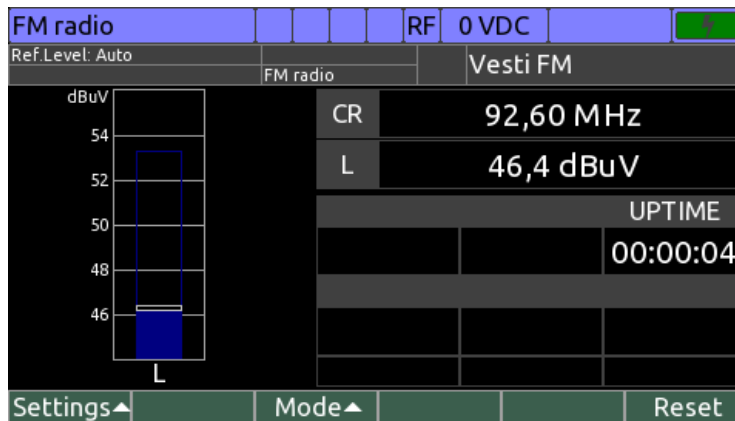 FM radio RF 0 VDC
Ref.Level: Auto
FM radio
Vesti FM
dBuV
54
52
50
48
46
L
CR 92,60 MHz
L 46,4 dBuV
UPTIME
00:00:04
Settings▲ Mode▲ Reset